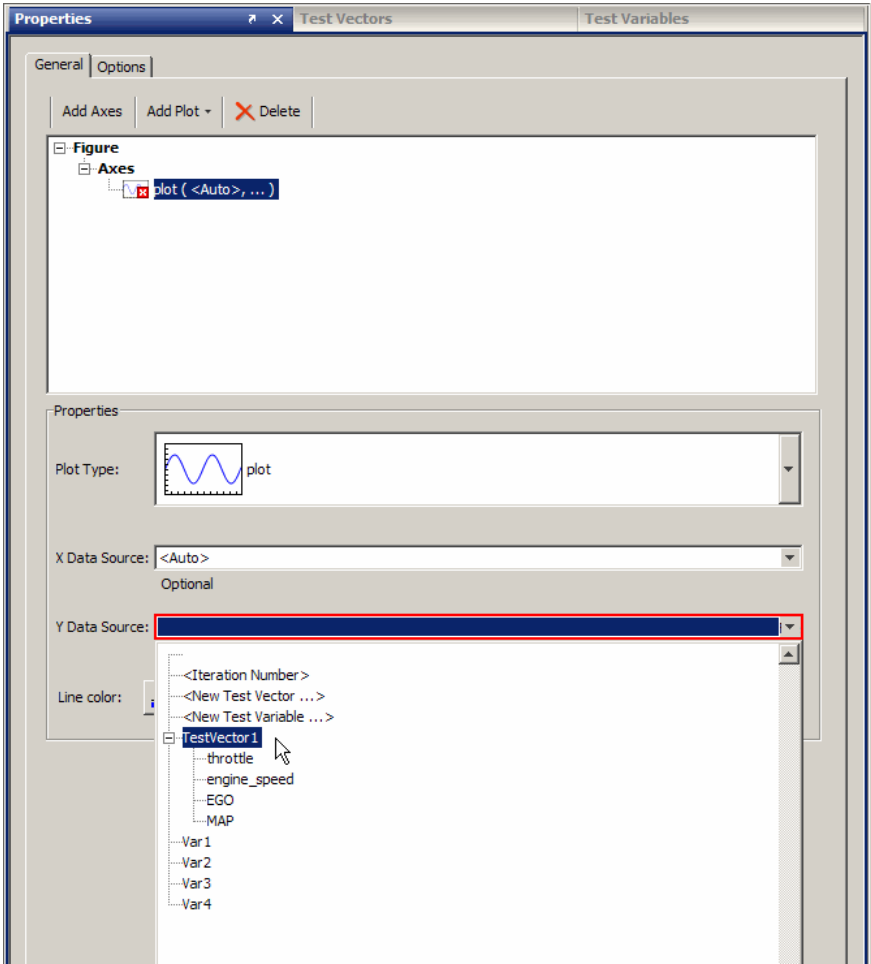 Properties Test Vectors Test Variables
General Options
Add Axes Add Plot Delete
Figure
Axes
plot ( <Auto>, ... )
Properties
Plot Type: plot
X Data Source: <Auto>
Optional
Y Data Source:
<Iteration Number>
<New Test Vector ...>
Line color:
<New Test Variable ...>
TestVector1
throttle
engine_speed
EGO
MAP
Var1
Var2
Var3
Var4